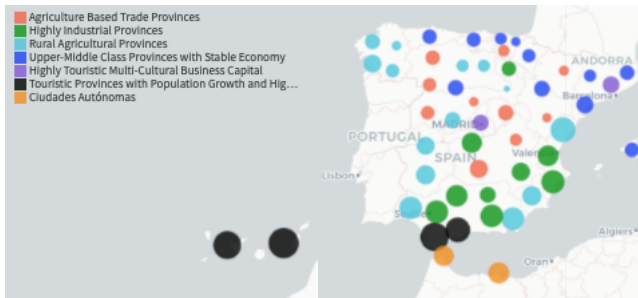 Agriculture Based Trade Provinces
Highly Industrial Provinces
Rural Agricultural Provinces
Upper-Middle Class Provinces with Stable Economy
Highly Touristic Multi-Cultural Business Capital
Touristic Provinces with Population Growth and Hig...
Ciudades Autónomas
ANDORRA
Barcelona
MADRID
PORTUGAL
SPAIN
Valencia
Lisbon
Seville
Algiers
Oran